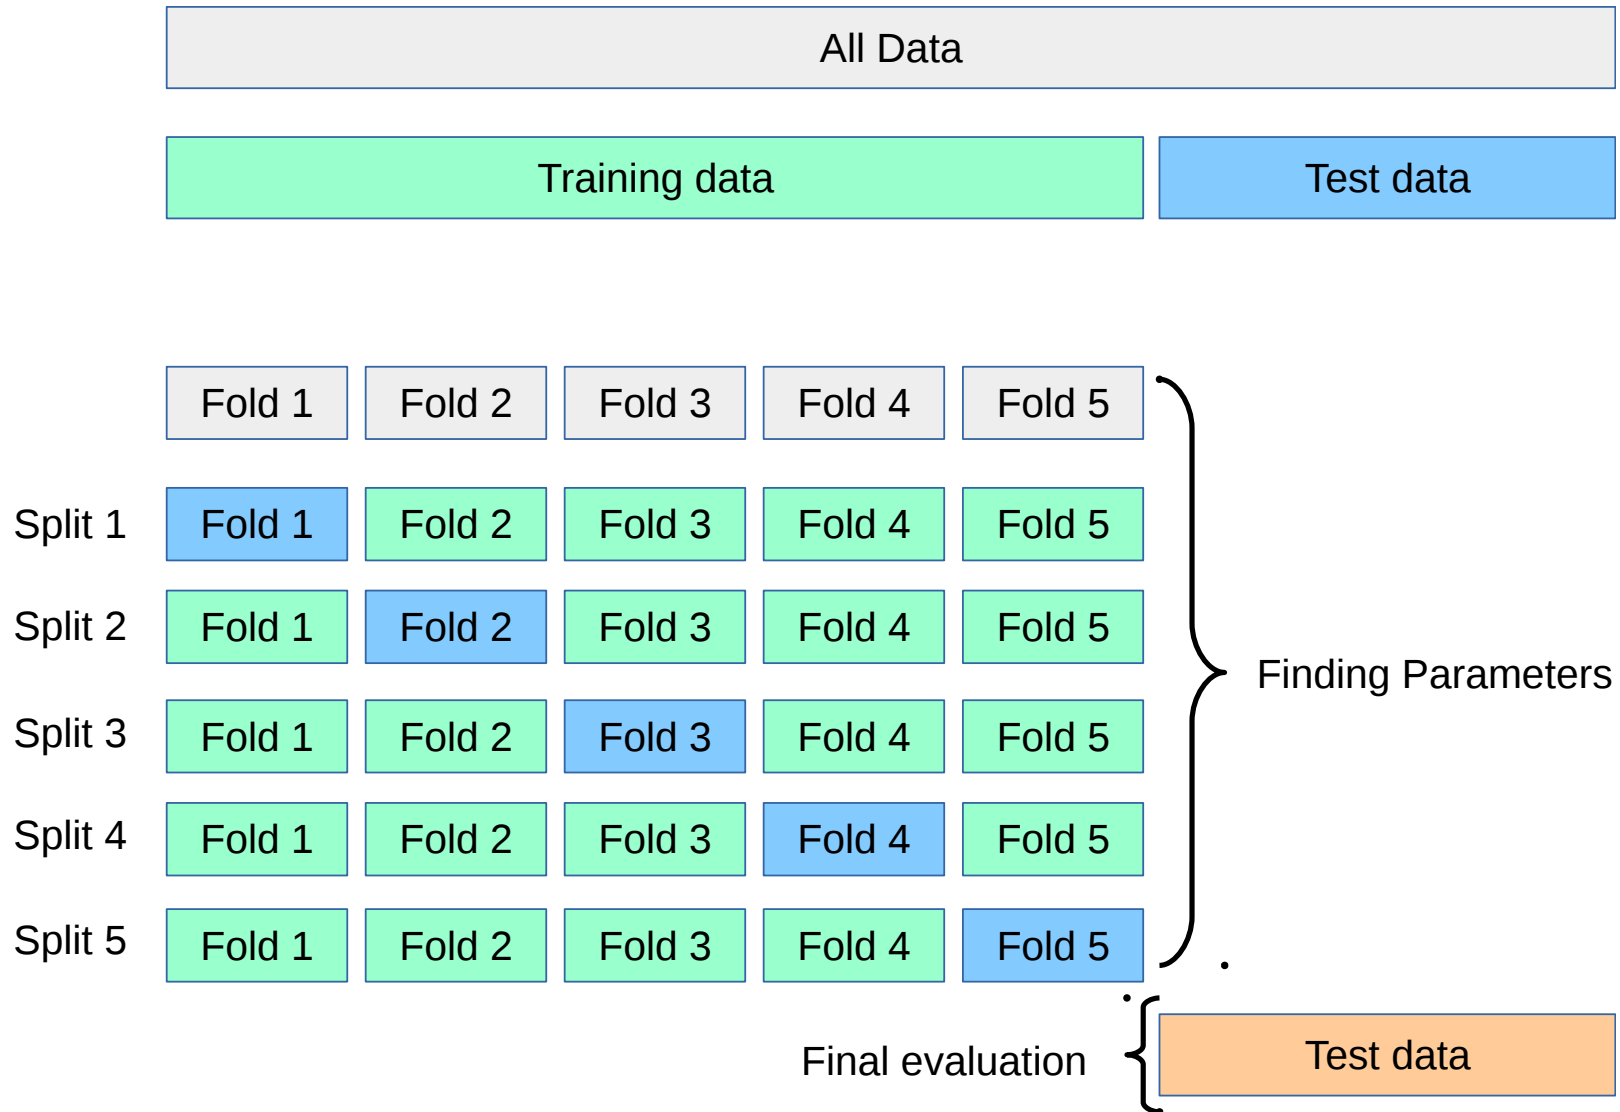 All Data
Training data Test data
Fold 1 Fold 2 Fold 3 Fold 4 Fold 5
Split 1 Fold 1 Fold 2 Fold 3 Fold 4 Fold 5
Split 2 Fold 1 Fold 2 Fold 3 Fold 4 Fold 5
Finding Parameters
Split 3 Fold 1 Fold 2 Fold 3 Fold 4 Fold 5
Split 4 Fold 1 Fold 2 Fold 3 Fold 4 Fold 5
Split 5 Fold 1 Fold 2 Fold 3 Fold 4 Fold 5
Final evaluation Test data